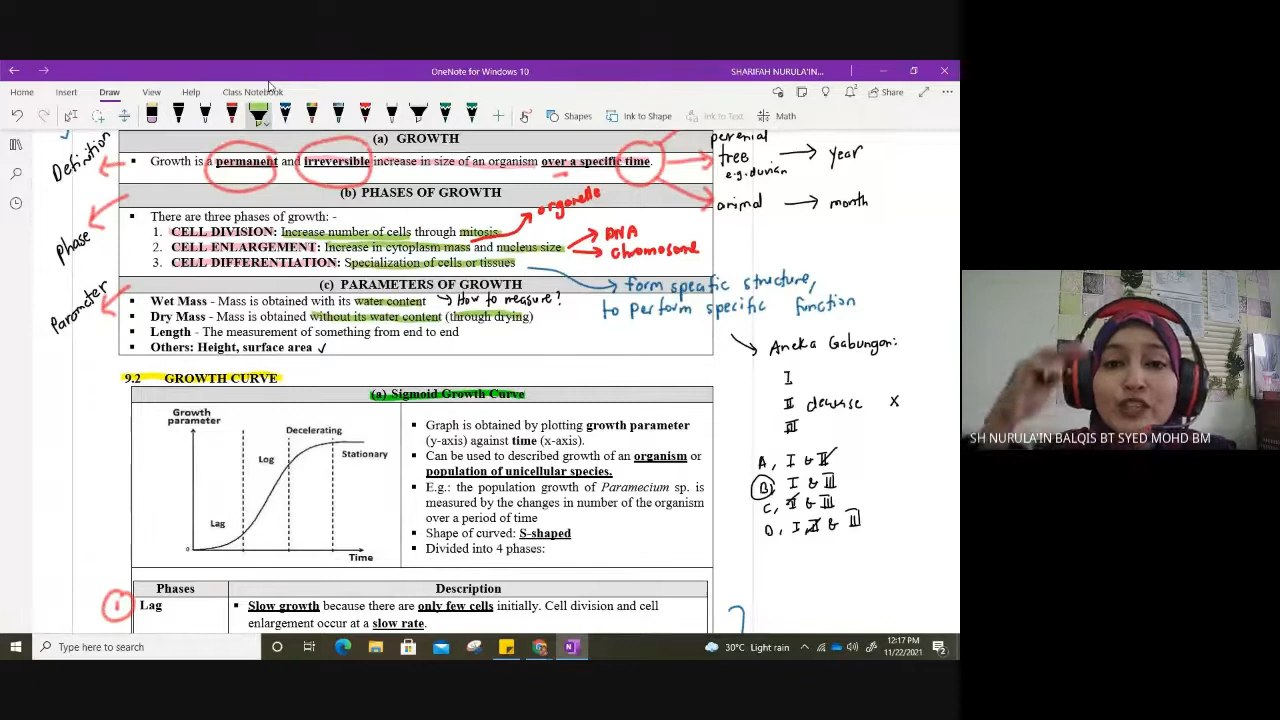 OneNote for Windows 10
SHARIFAH NURULA'IN...
Home Insert Draw View Help Class Notebook
Share
Shapes Ink to Shape Ink to Text Math
Definition
Phase
Parameter
(a) GROWTH
Growth is a permanent and irreversible increase in size of an organism over a specific time.
(b) PHASES OF GROWTH
There are three phases of growth: -
1. CELL DIVISION: Increase number of cells through mitosis
2. CELL ENLARGEMENT: Increase in cytoplasm mass and nucleus size
3. CELL DIFFERENTIATION: Specialization of cells or tissues
organelle
DNA
chromosome
(c) PARAMETERS OF GROWTH
Wet Mass - Mass is obtained with its water content
How to measure?
Dry Mass - Mass is obtained without its water content (through drying)
Length - The measurement of something from end to end
Others: Height, surface area
perenial
tree
e.g. durian
year
animal
month
form specific structure,
to perform specific function
Aneka Gabungan:
I
II decrease X
III
A, I & II
B, I & III
C, II & III
D, I, II & III
9.2 GROWTH CURVE
(a) Sigmoid Growth Curve
Growth
parameter
Decelerating
Log
Stationary
Lag
0
Time
Graph is obtained by plotting growth parameter
(y-axis) against time (x-axis).
Can be used to described growth of an organism or
population of unicellular species.
E.g.: the population growth of Paramecium sp. is
measured by the changes in number of the organism
over a period of time
Shape of curved: S-shaped
Divided into 4 phases:
Phases Description
1
Lag
Slow growth because there are only few cells initially. Cell division and cell
enlargement occur at a slow rate.
SH NURULA'IN BALQIS BT SYED MOHD BM
Type here to search
30°C Light rain
12:17 PM
11/22/2021
2